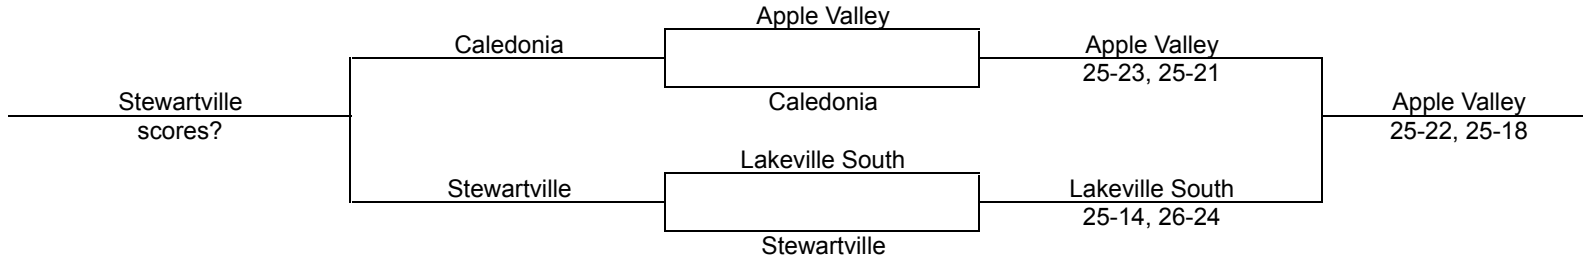 Apple Valley
Caledonia
Apple Valley
25-23, 25-21
Stewartville
scores?
Caledonia
Apple Valley
25-22, 25-18
Lakeville South
Stewartville
Lakeville South
25-14, 26-24
Stewartville